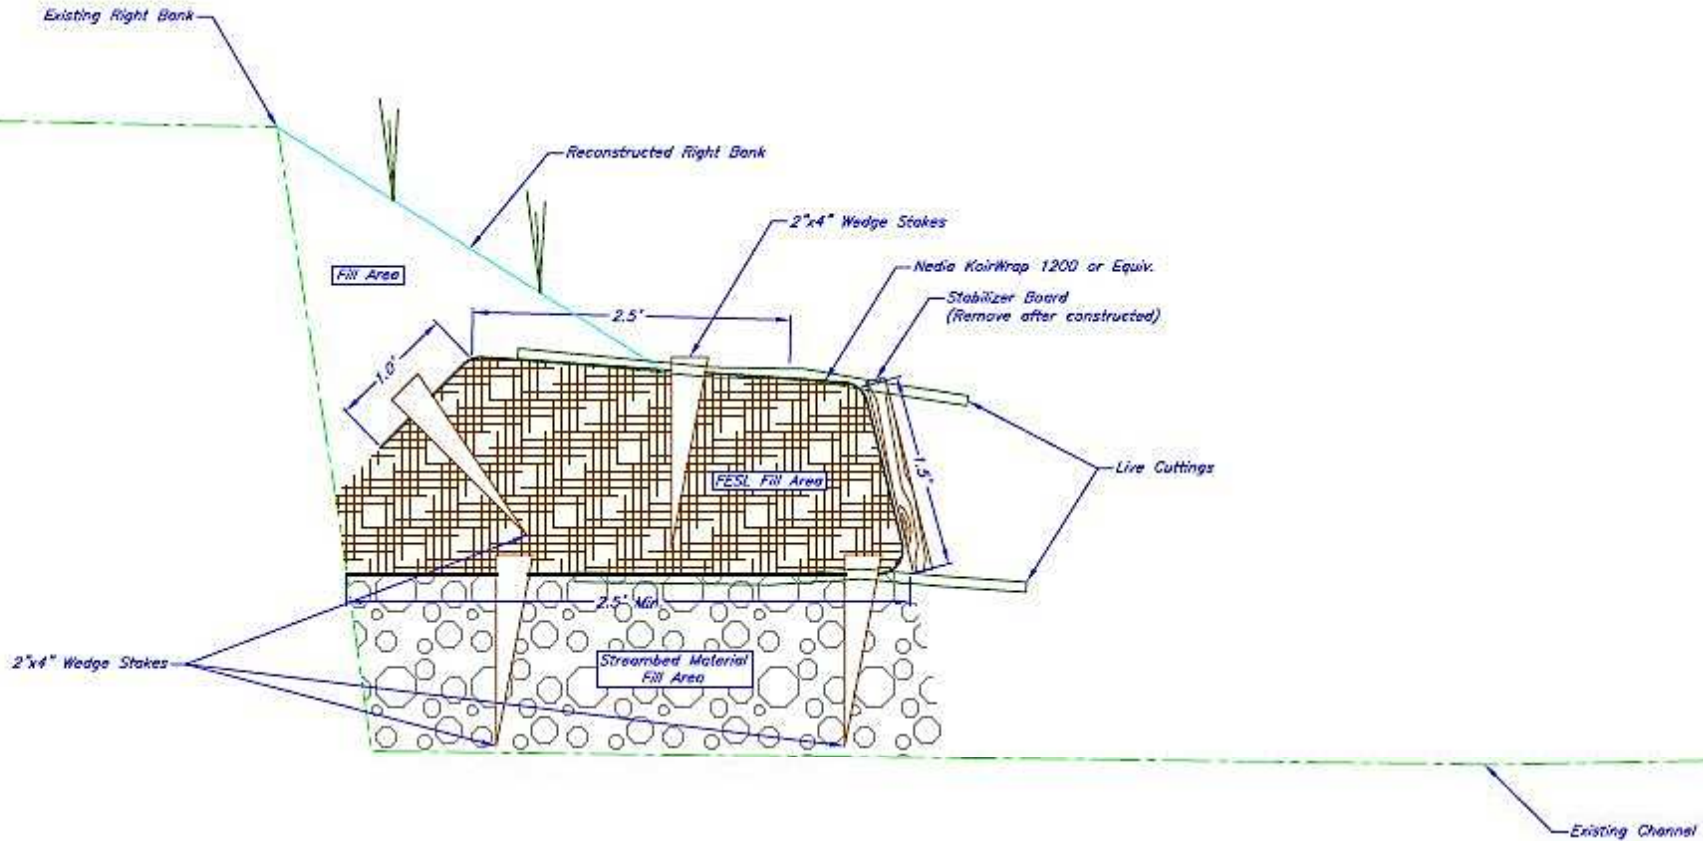 Existing Right Bank
Reconstructed Right Bank
2"x4" Wedge Stakes
Nedia KoirWrap 1200 or Equiv.
Fill Area
Stabilizer Board
(Remove after constructed)
2.5'
1.0'
1.5'
Live Cuttings
FESL Fill Area
2.5' Min
2"x4" Wedge Stakes
Streambed Material
Fill Area
Existing Channel